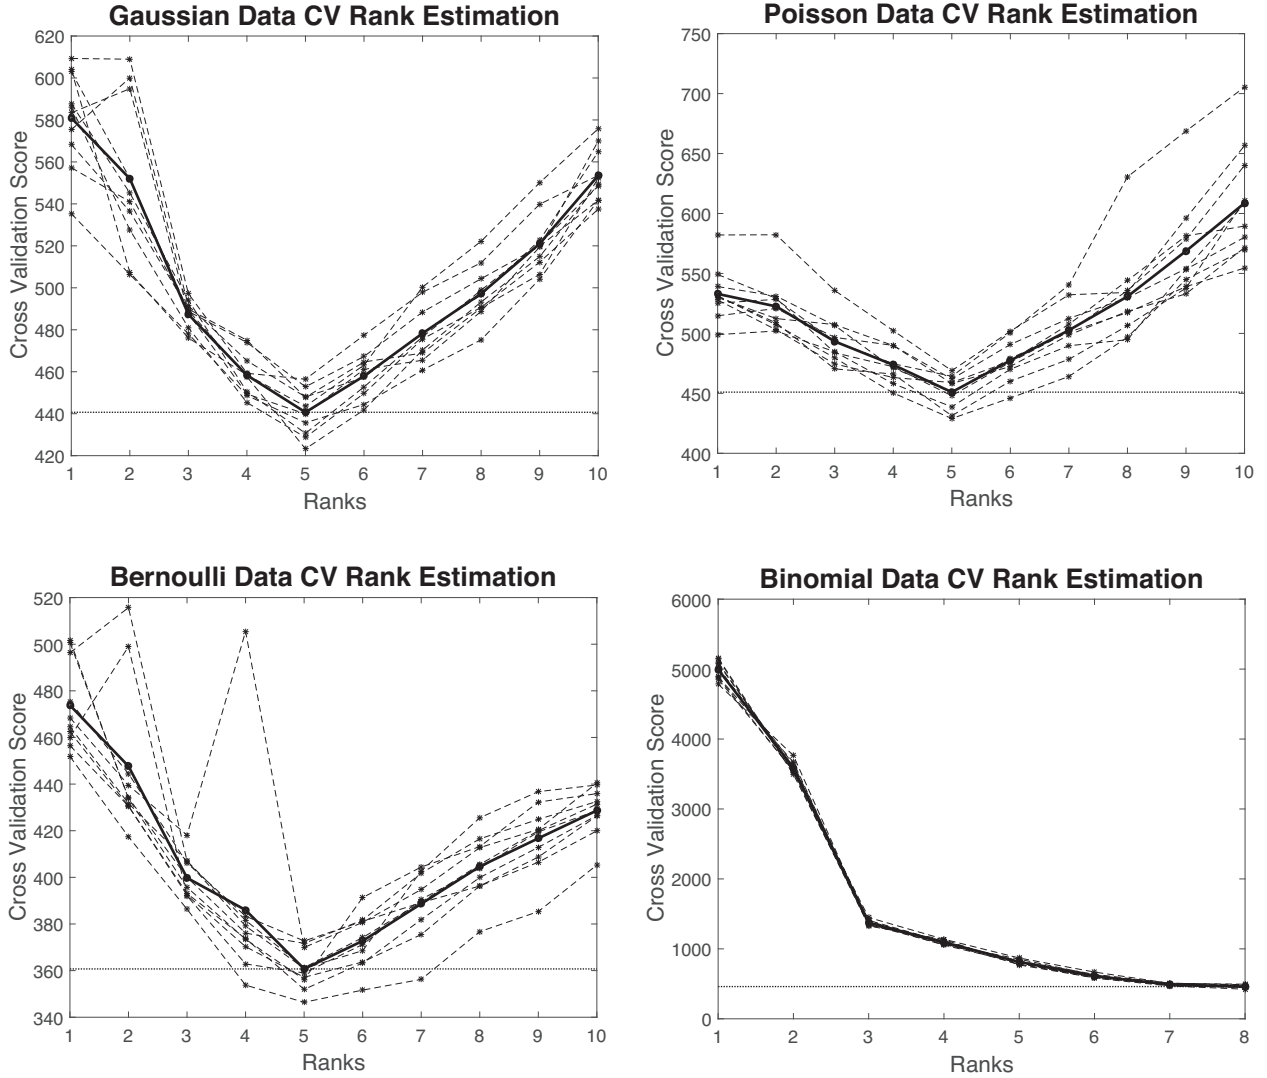 Gaussian Data CV Rank Estimation
Cross Validation Score
620
600
580
560
540
520
500
480
460
440
420
1 2 3 4 5 6 7 8 9 10
Ranks
Poisson Data CV Rank Estimation
Cross Validation Score
750
700
650
600
550
500
450
400
1 2 3 4 5 6 7 8 9 10
Ranks
Bernoulli Data CV Rank Estimation
Cross Validation Score
520
500
480
460
440
420
400
380
360
340
1 2 3 4 5 6 7 8 9 10
Ranks
Binomial Data CV Rank Estimation
Cross Validation Score
6000
5000
4000
3000
2000
1000
0
1 2 3 4 5 6 7 8
Ranks